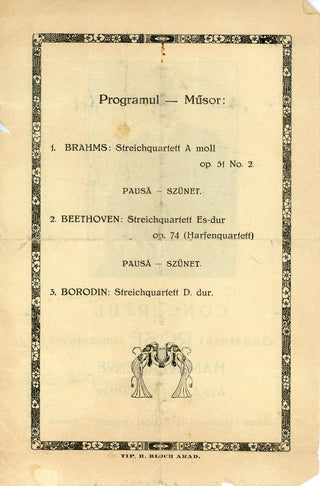 Programul — Műsor:
1. BRAHMS: Streichquartett A moll
op. 51 No. 2.
PAUSĂ — SZÜNET.
2. BEETHOVEN: Streichquartett Es-dur
op. 74 (Harfenquartett)
PAUSĂ — SZÜNET.
3. BORODIN: Streichquartett D. dur.
TIP. H. BLOCH ARAD.